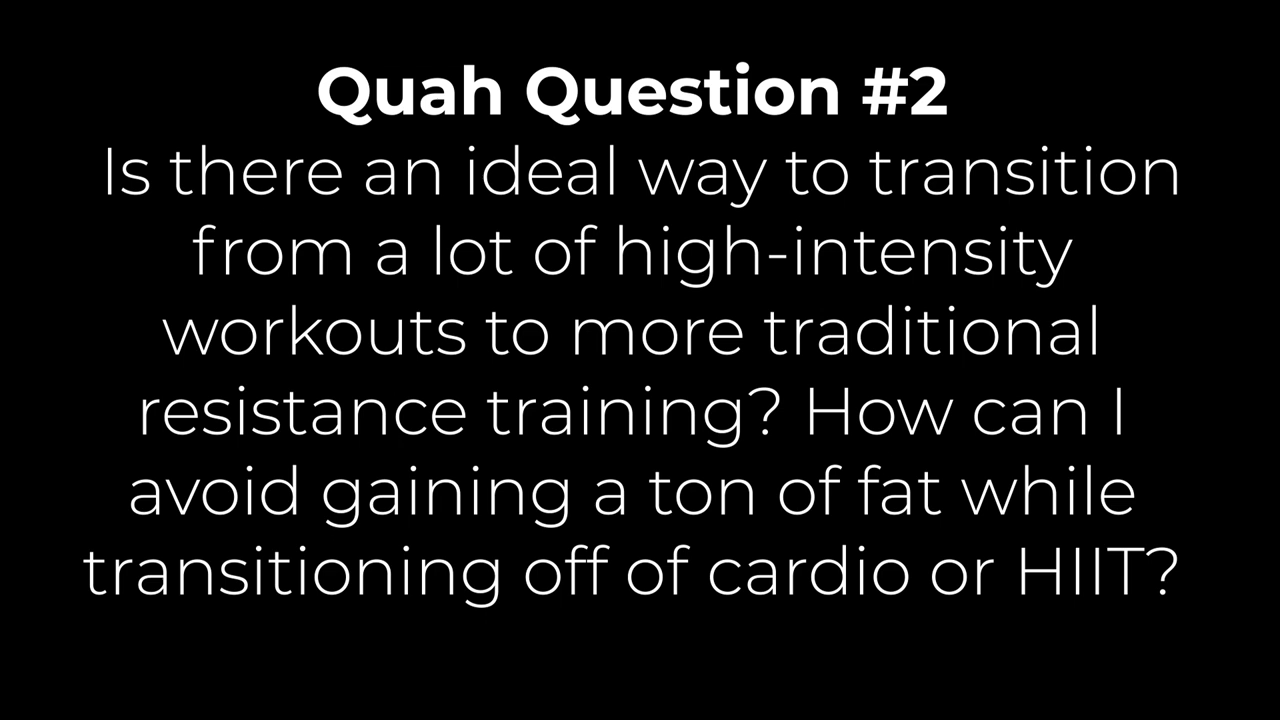 Quah Question #2
Is there an ideal way to transition
from a lot of high-intensity
workouts to more traditional
resistance training? How can I
avoid gaining a ton of fat while
transitioning off of cardio or HIIT?